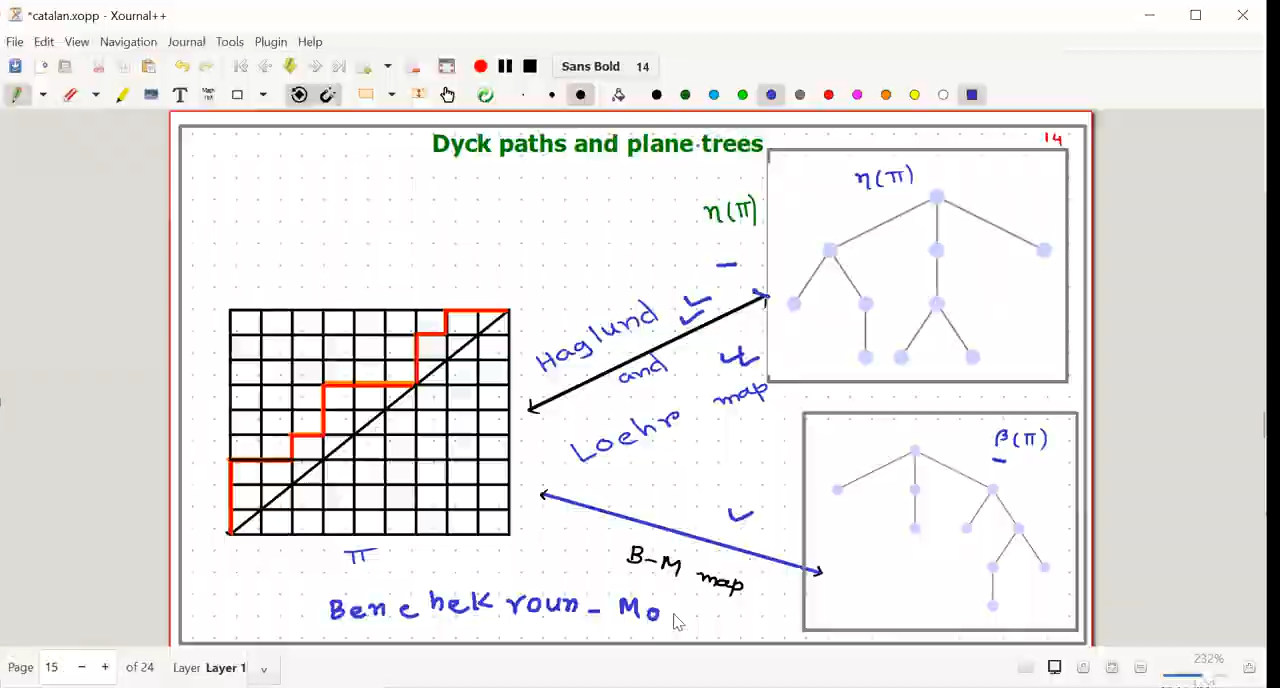 *catalan.xopp - Xournal++
File Edit View Navigation Journal Tools Plugin Help
Sans Bold 14
Dyck paths and plane trees
14
η(π)
η(π)
Haglund
and
map
Loehr
β(π)
π
B-M map
Benchekroun-Mo
Page 15 - + of 24 Layer Layer 1
232%